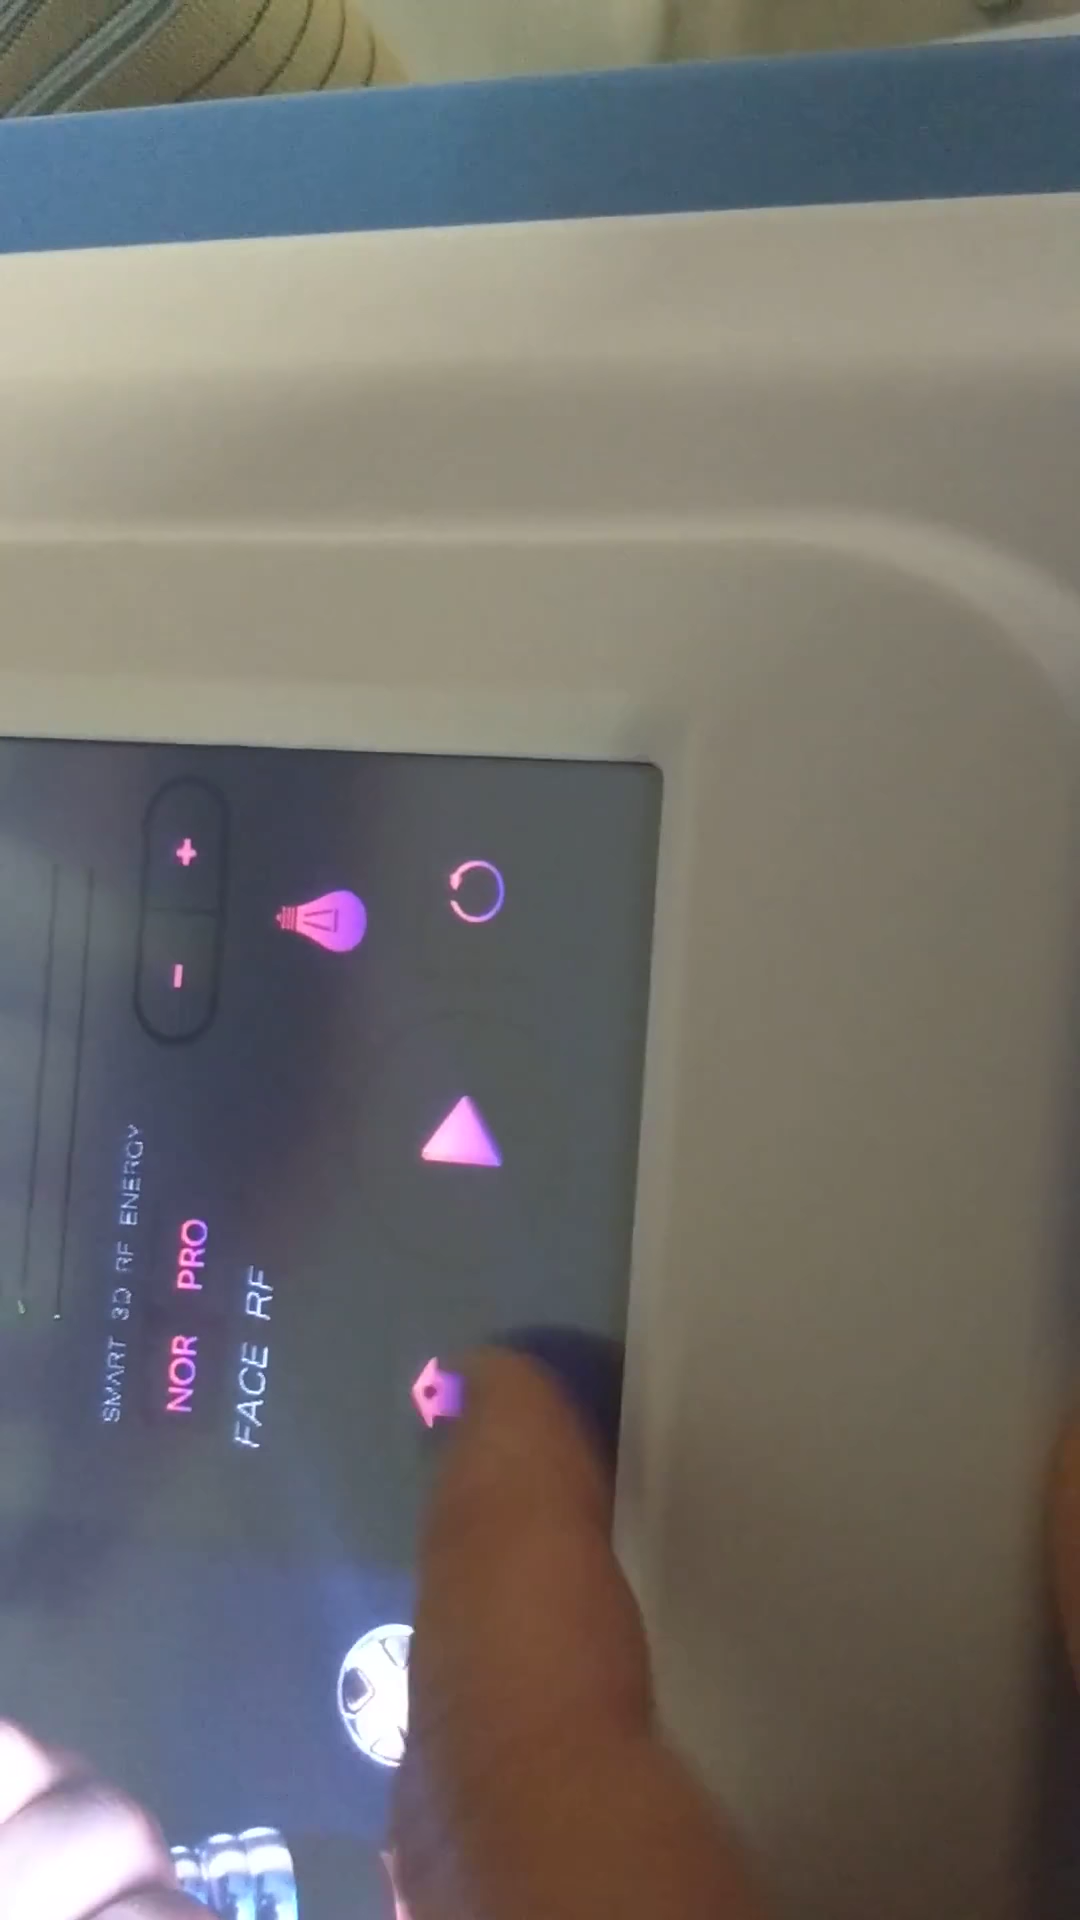 SMART 3D RF ENERGY
NOR PRO
FACE RF
+
-